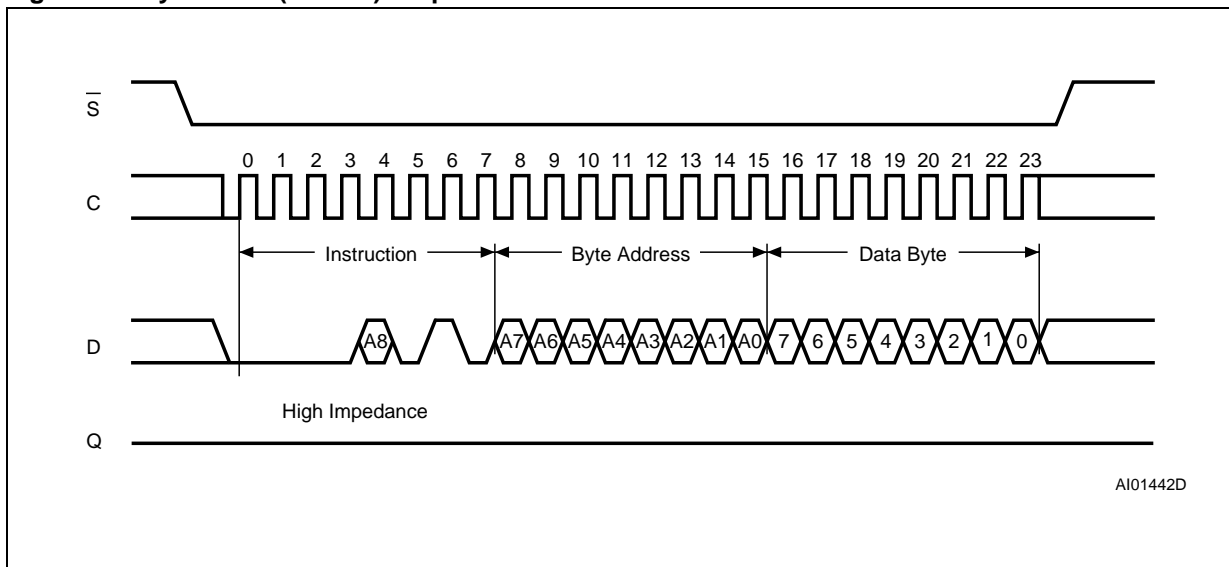 S
0 1 2 3 4 5 6 7 8 9 10 11 12 13 14 15 16 17 18 19 20 21 22 23
C
Instruction Byte Address Data Byte
D A8 A7 A6 A5 A4 A3 A2 A1 A0 7 6 5 4 3 2 1 0
High Impedance
Q
AI01442D